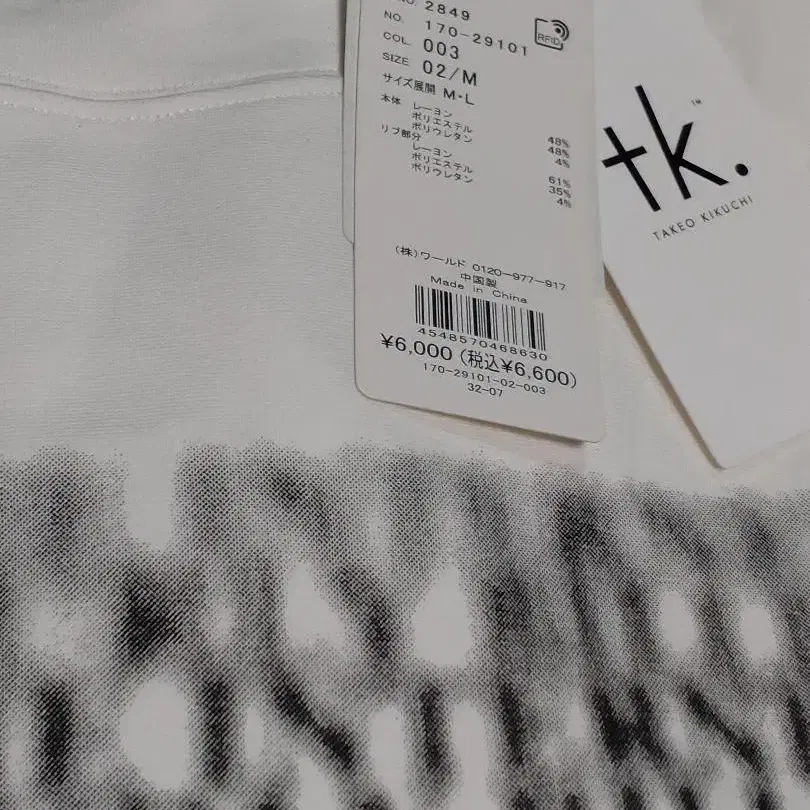 NO. 2849
NO. 170-29101
COL. 003
SIZE 02/M
サイズ展開 M・L
本体 レーヨン 48%
ポリエステル 48%
ポリウレタン 4%
リブ部分
レーヨン 61%
ポリエステル 35%
ポリウレタン 4%
(株)ワールド 0120-977-917
中国製
Made in China
4548570468630
¥6,000 (税込¥6,600)
170-29101-02-003
32-07
RFID
tk.
TM
TAKEO KIKUCHI